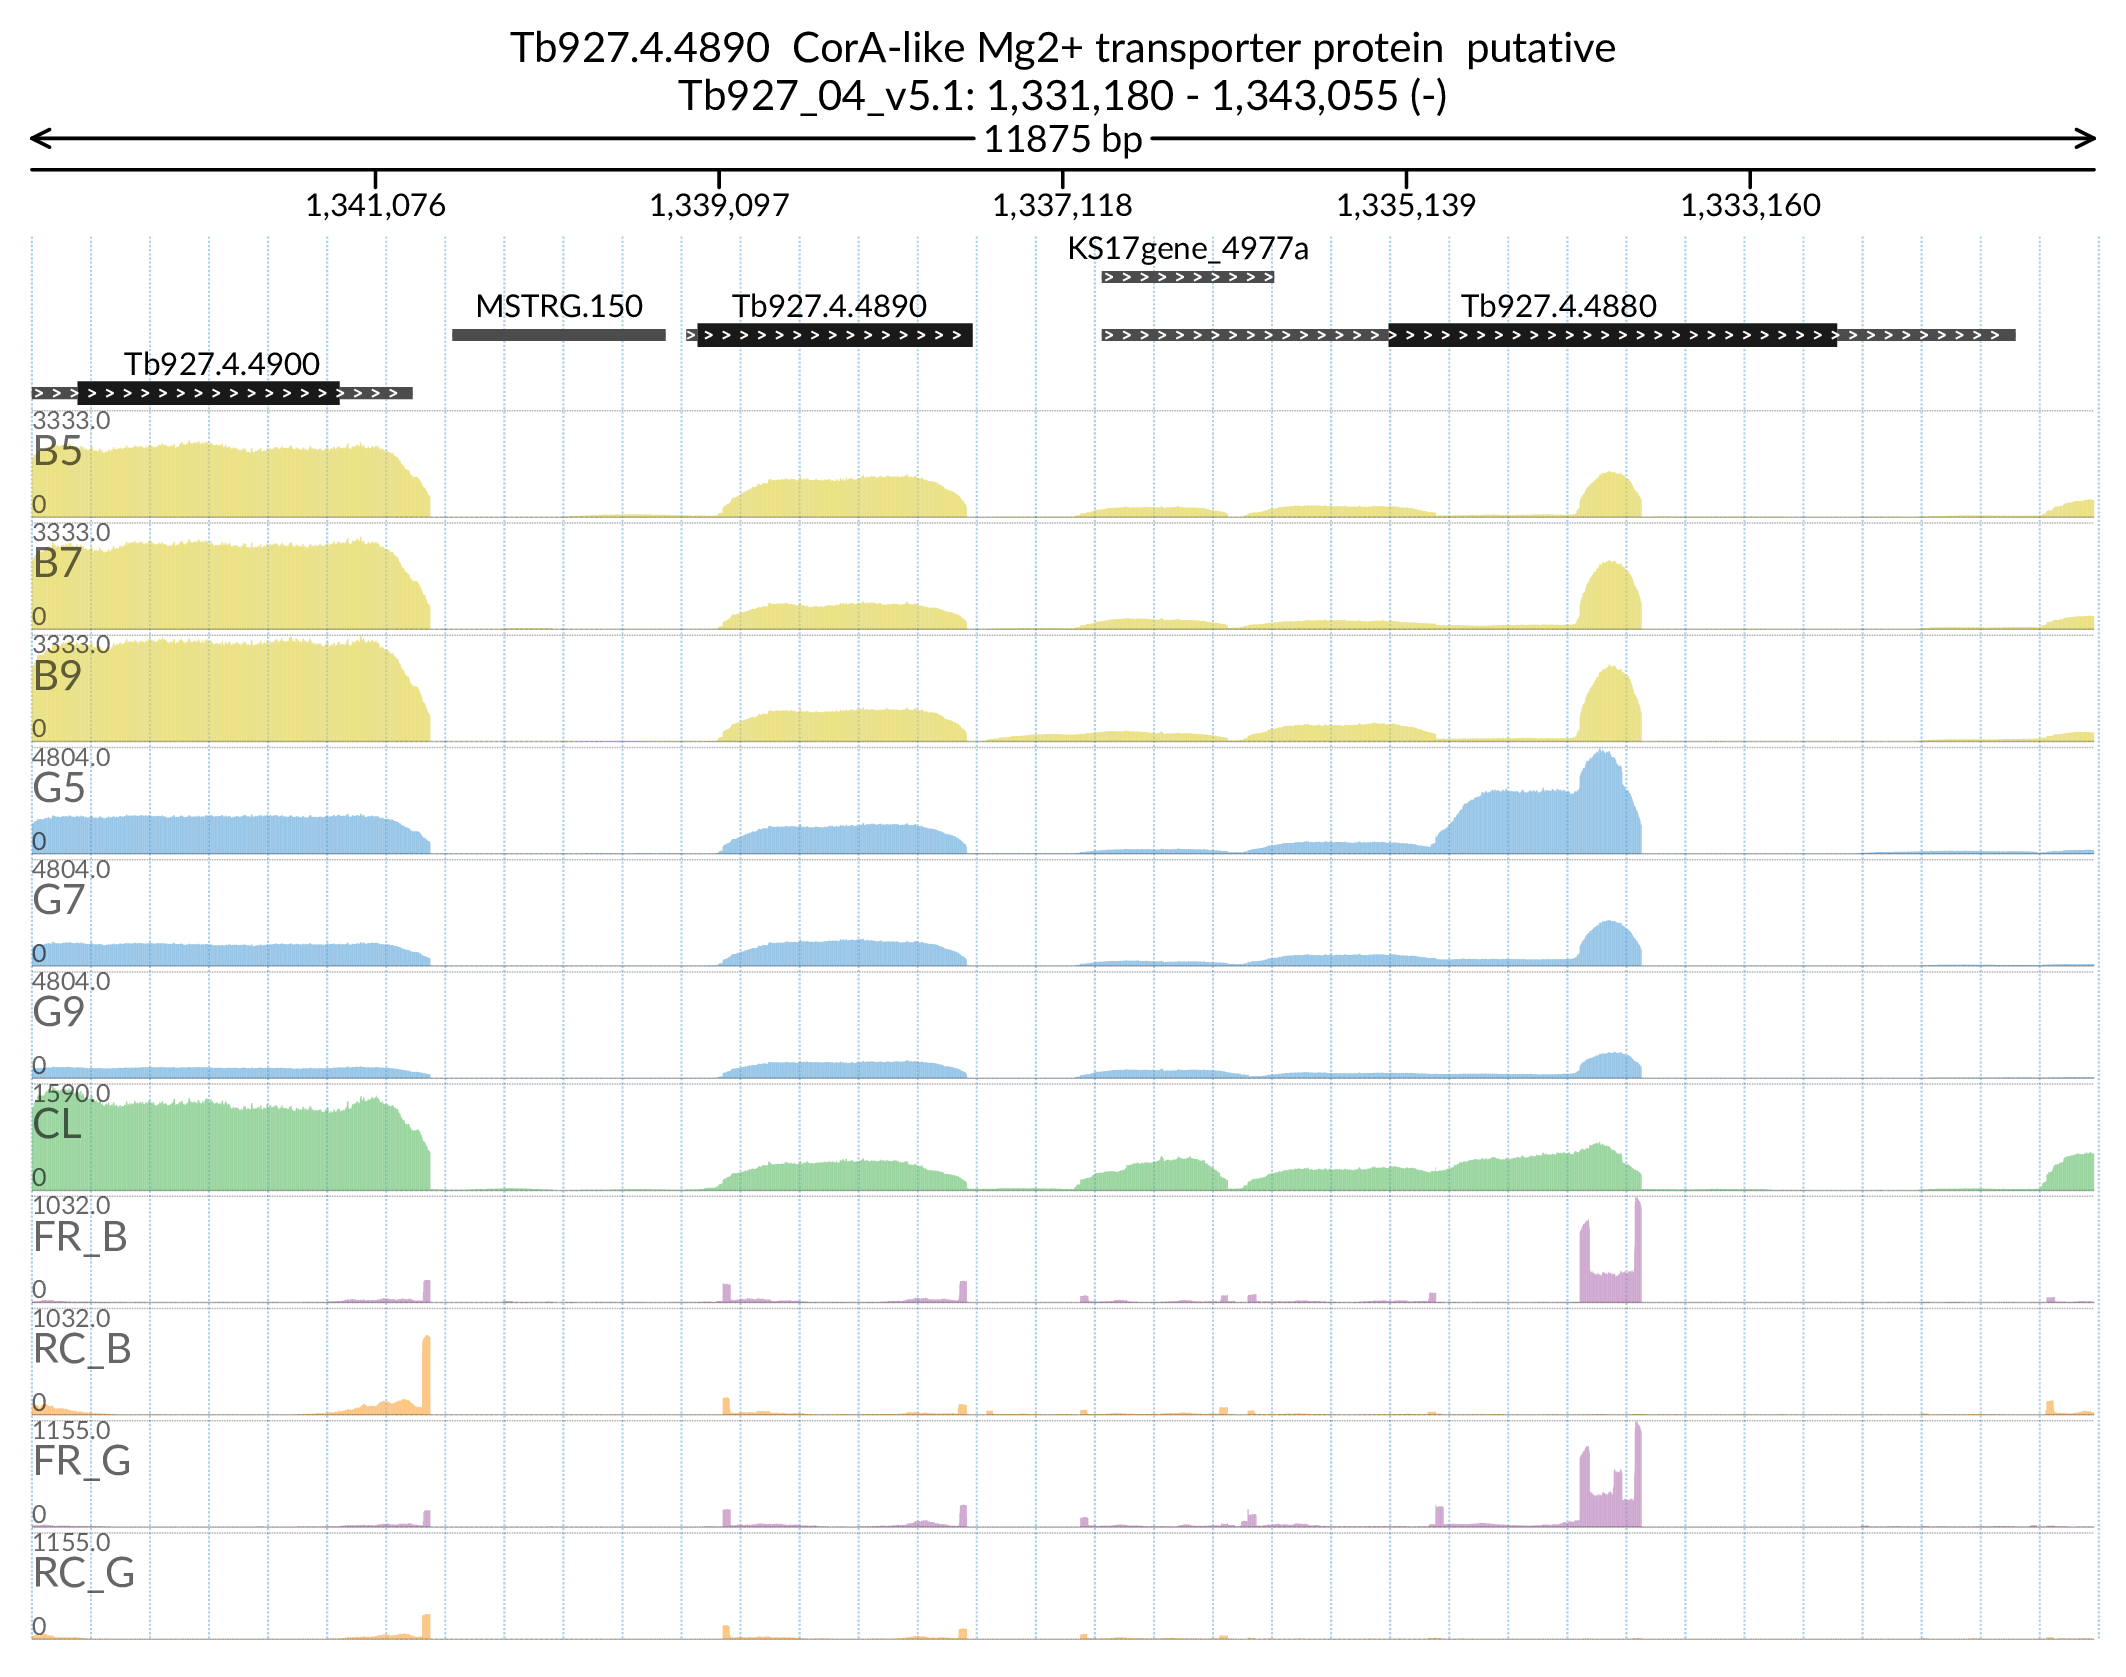 Tb927.4.4890  CorA-like Mg2+ transporter protein  putative
Tb927_04_v5.1: 1,331,180 - 1,343,055 (-)
11875 bp
1,341,076 1,339,097 1,337,118 1,335,139 1,333,160
KS17gene_4977a
MSTRG.150 Tb927.4.4890 Tb927.4.4880
Tb927.4.4900
3333.0
B5
0
3333.0
B7
0
3333.0
B9
0
4804.0
G5
0
4804.0
G7
0
4804.0
G9
0
1590.0
CL
0
1032.0
FR_B
0
1032.0
RC_B
0
1155.0
FR_G
0
1155.0
RC_G
0